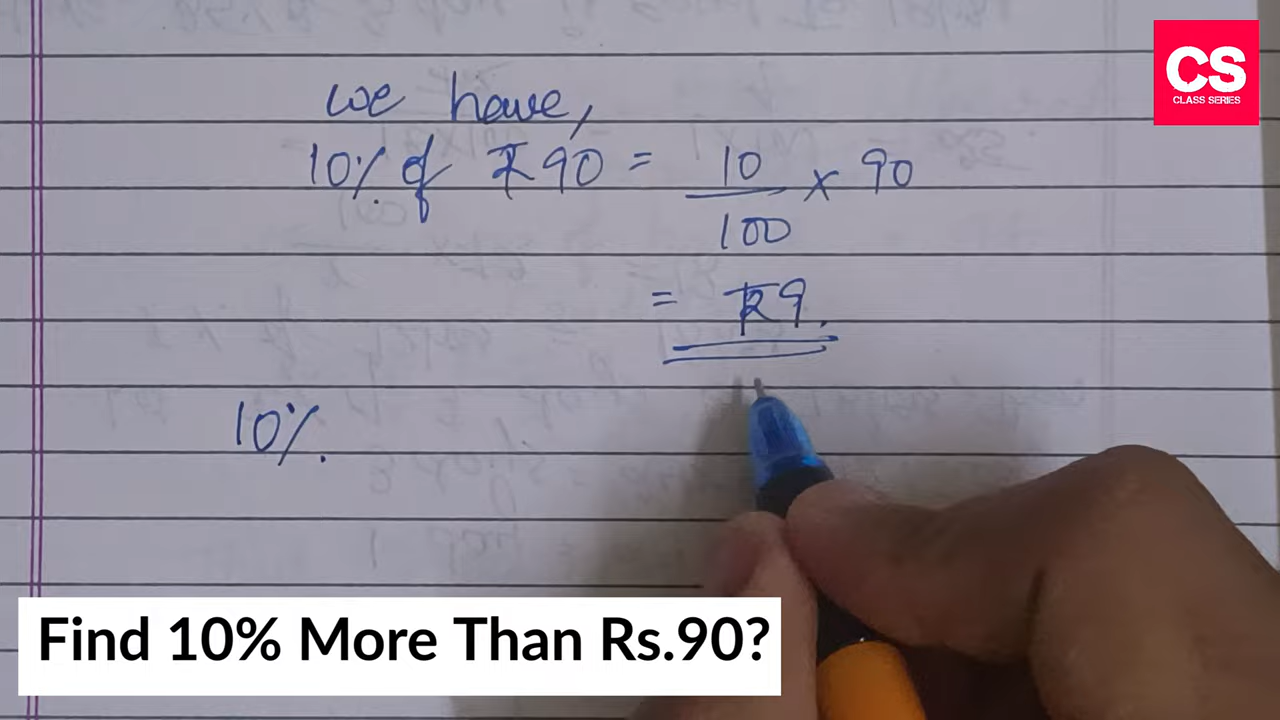 CS
CLASS SERIES
we have,
10% of ₹90 = 10/100 × 90
= ₹9.
10%.
Find 10% More Than Rs.90?